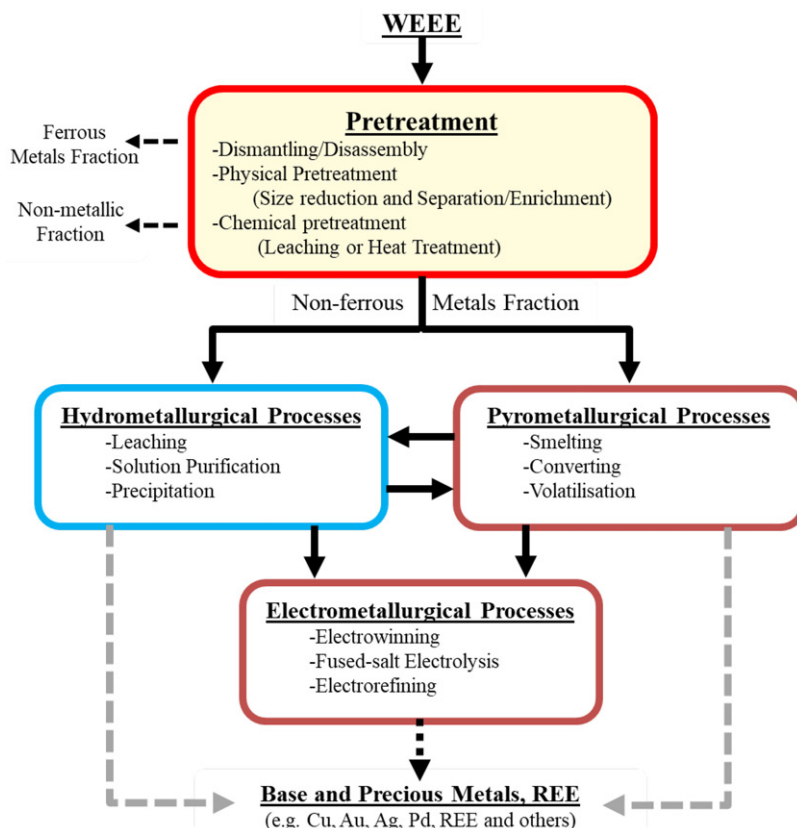 WEEE
Pretreatment
-Dismantling/Disassembly
-Physical Pretreatment
(Size reduction and Separation/Enrichment)
-Chemical pretreatment
(Leaching or Heat Treatment)
Ferrous
Metals Fraction
Non-metallic
Fraction
Non-ferrous Metals Fraction
Hydrometallurgical Processes
-Leaching
-Solution Purification
-Precipitation
Pyrometallurgical Processes
-Smelting
-Converting
-Volatilisation
Electrometallurgical Processes
-Electrowinning
-Fused-salt Electrolysis
-Electrorefining
Base and Precious Metals, REE
(e.g. Cu, Au, Ag, Pd, REE and others)